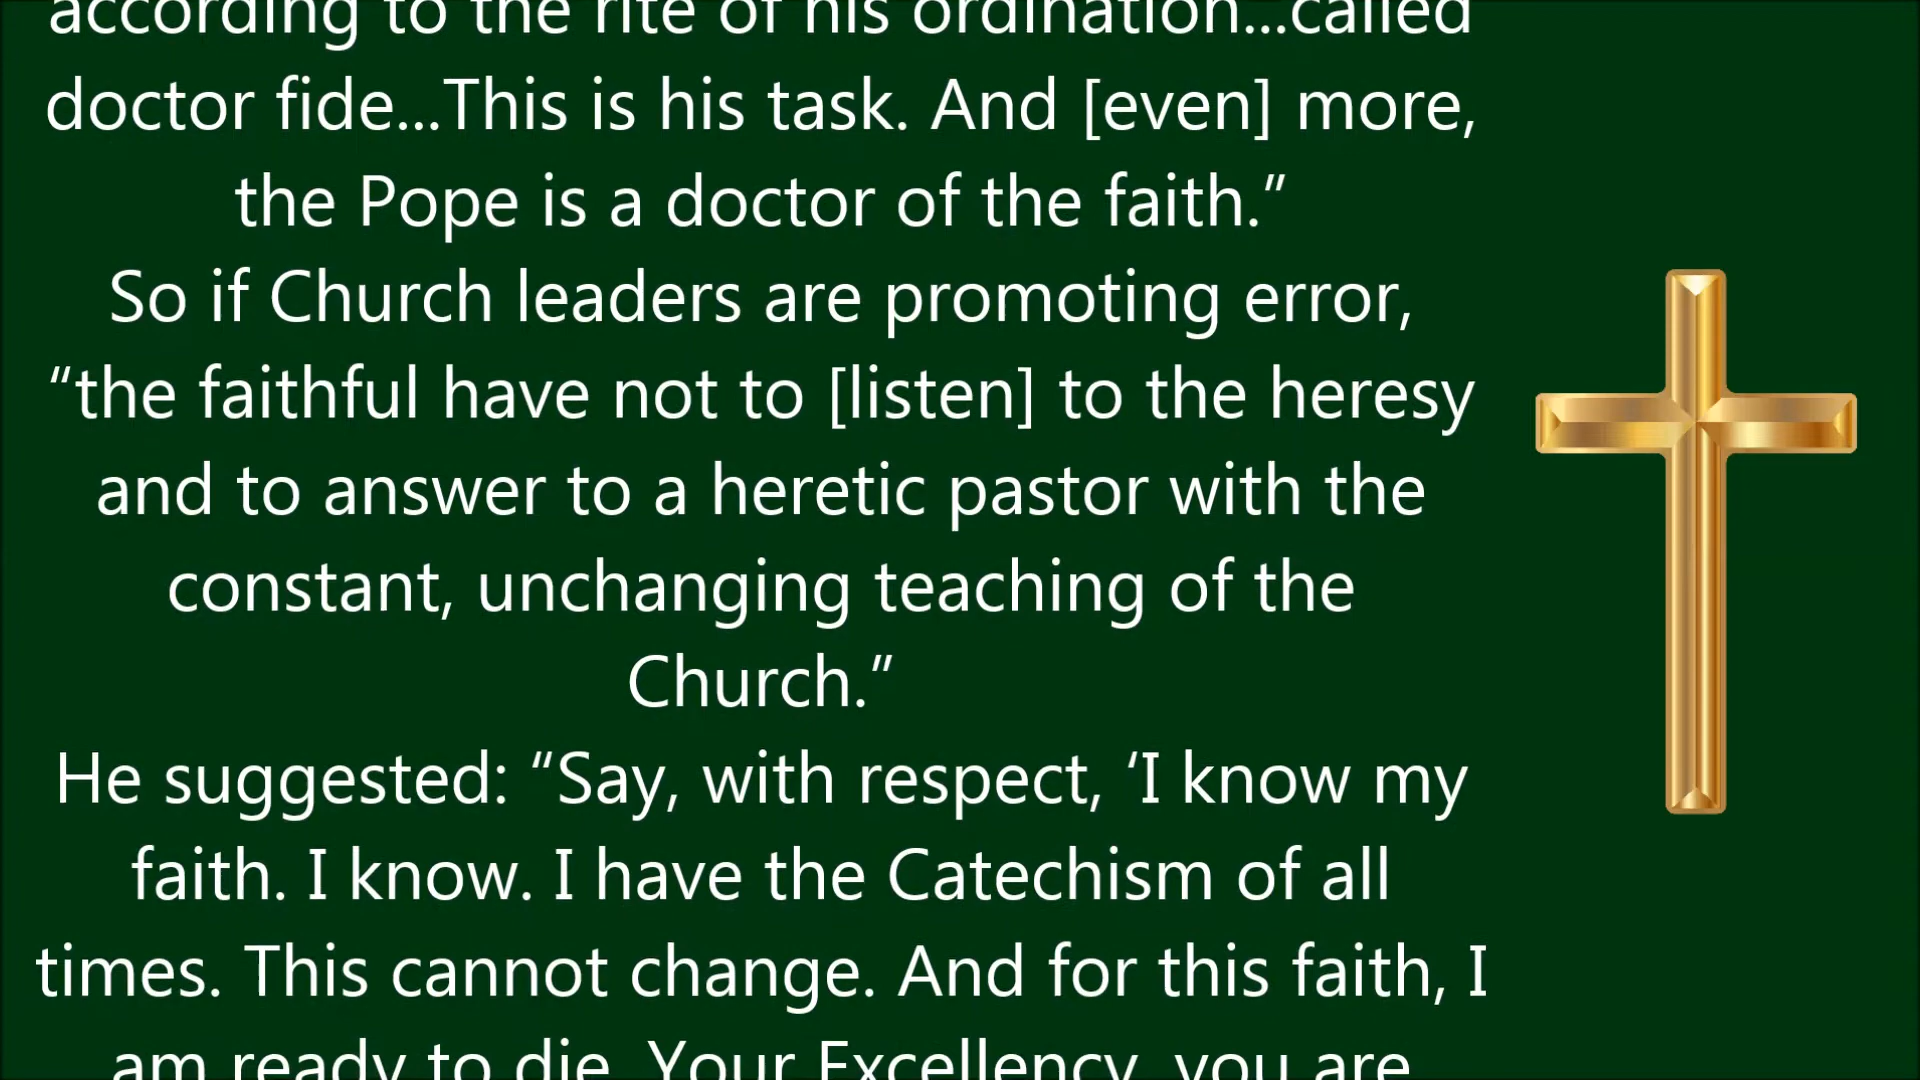 according to the rite of his ordination...called
doctor fide...This is his task. And [even] more,
the Pope is a doctor of the faith.”
So if Church leaders are promoting error,
“the faithful have not to [listen] to the heresy
and to answer to a heretic pastor with the
constant, unchanging teaching of the
Church.”
He suggested: “Say, with respect, ‘I know my
faith. I know. I have the Catechism of all
times. This cannot change. And for this faith, I
am ready to die. Your Excellency, you are